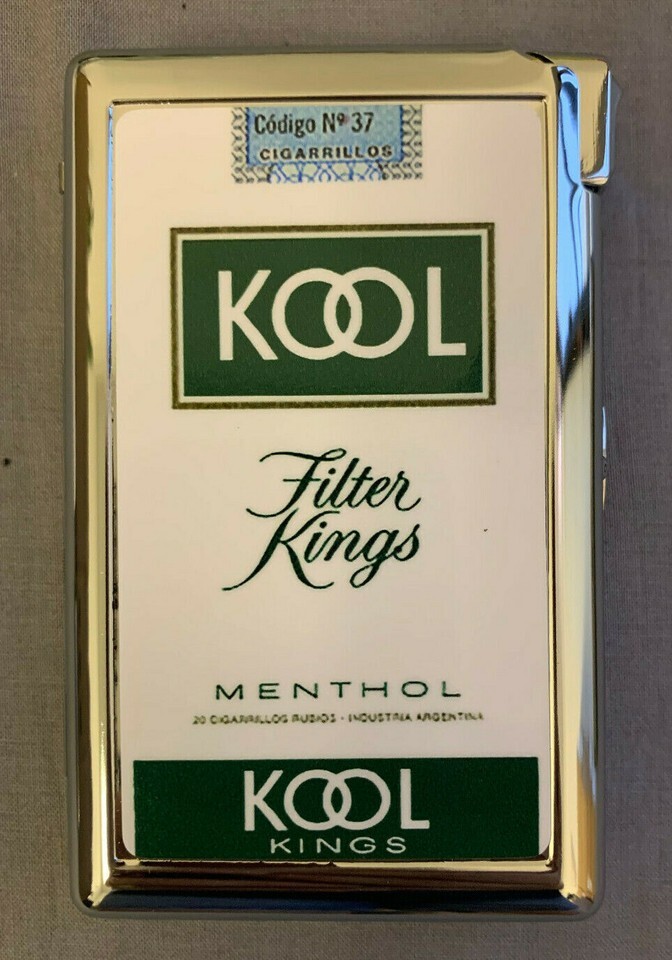 Código Nº 37
CIGARRILLOS
KOOL
Filter
Kings
MENTHOL
20 CIGARRILLOS RUBIOS - INDUSTRIA ARGENTINA
KOOL
KINGS